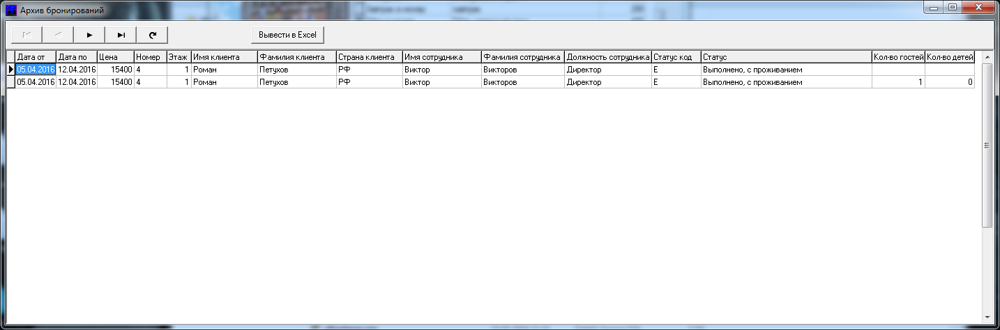 Архив бронирований
Вывести в Excel
Дата от Дата по Цена Номер Этаж Имя клиента Фамилия клиента Страна клиента Имя сотрудника Фамилия сотрудника Должность сотрудника Статус код Статус Кол-во гостей Кол-во детей
05.04.2016 12.04.2016 15400 4 1 Роман Петухов РФ Виктор Викторов Директор E Выполнено, с проживанием
05.04.2016 12.04.2016 15400 4 1 Роман Петухов РФ Виктор Викторов Директор E Выполнено, с проживанием 1 0